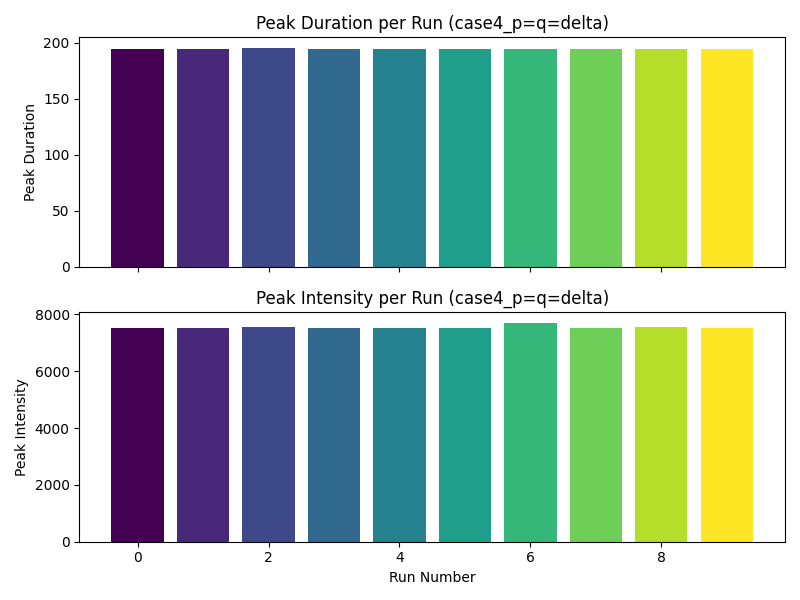 Peak Duration per Run (case4_p=q=delta)
200
150
100
50
0
Peak Duration
Peak Intensity per Run (case4_p=q=delta)
8000
6000
4000
2000
0
Peak Intensity
0 2 4 6 8
Run Number